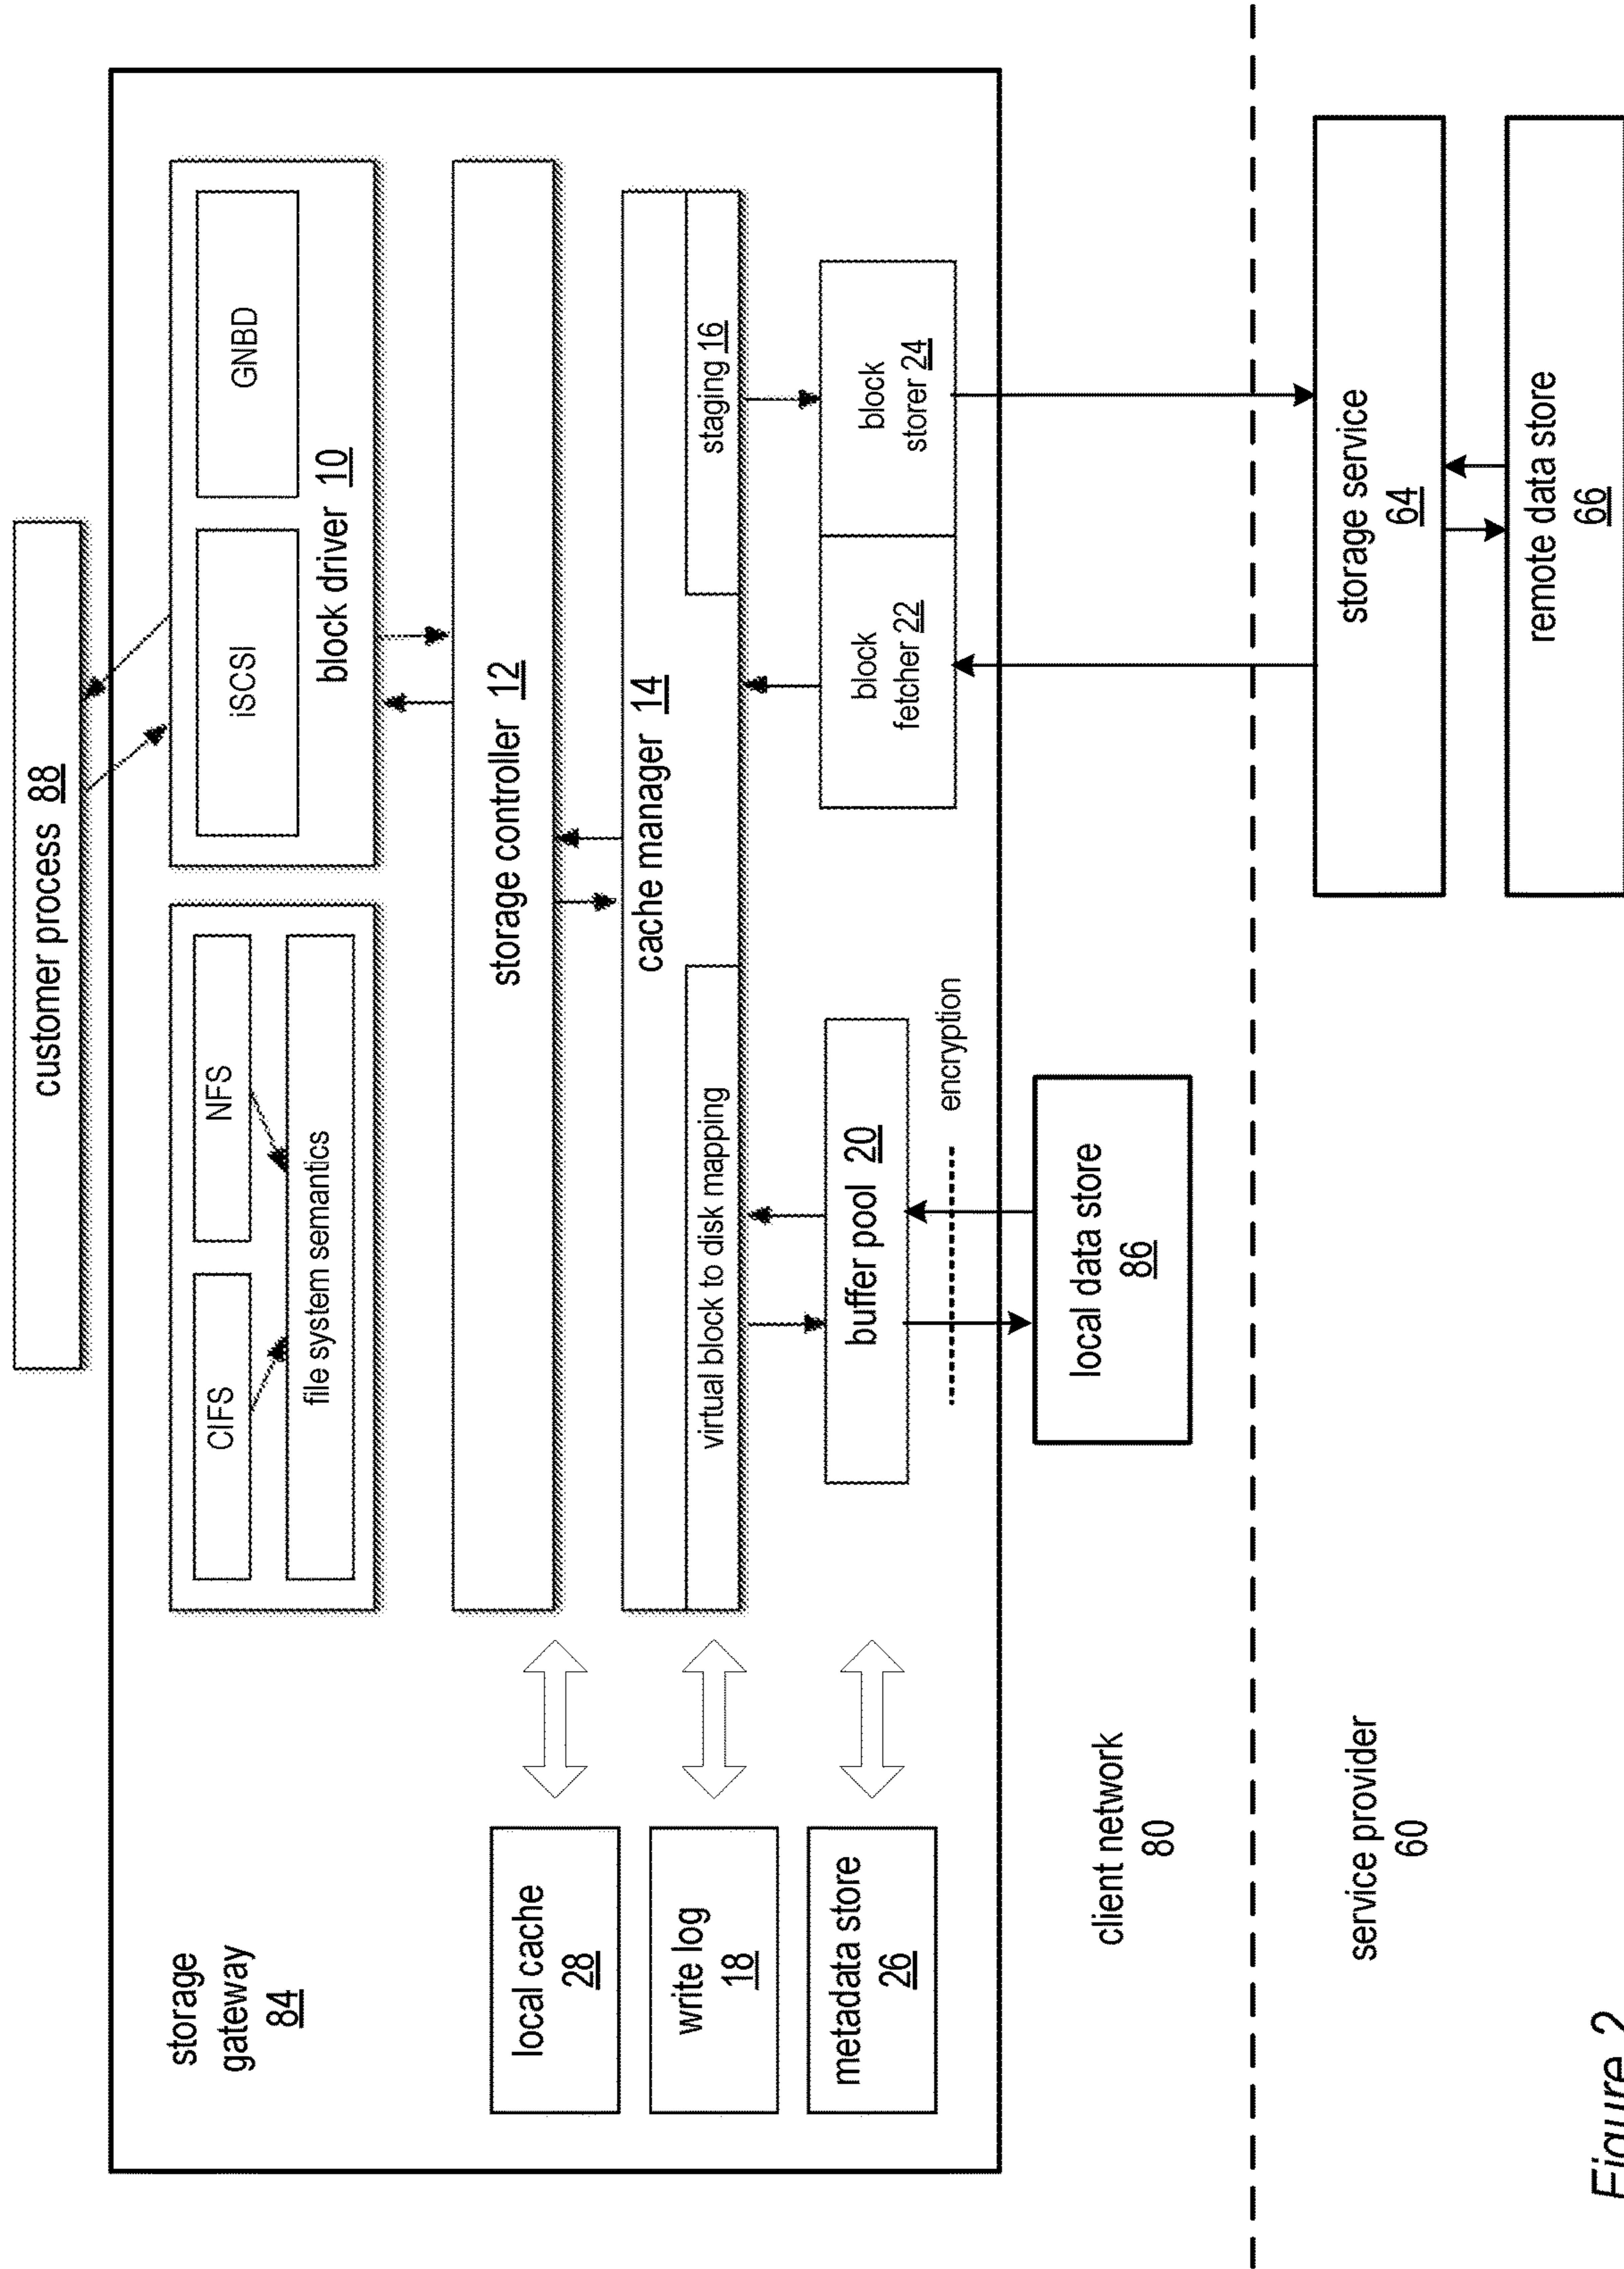 customer process 88
storage
gateway
84
CIFS
NFS
file system semantics
iSCSI
GNBD
block driver 10
storage controller 12
cache manager 14
virtual block to disk mapping
staging 16
local cache
28
write log
18
metadata store
26
buffer pool 20
block
fetcher 22
block
storer 24
encryption
local data store
86
client network
80
service provider
60
storage service
64
remote data store
66
Figure 2